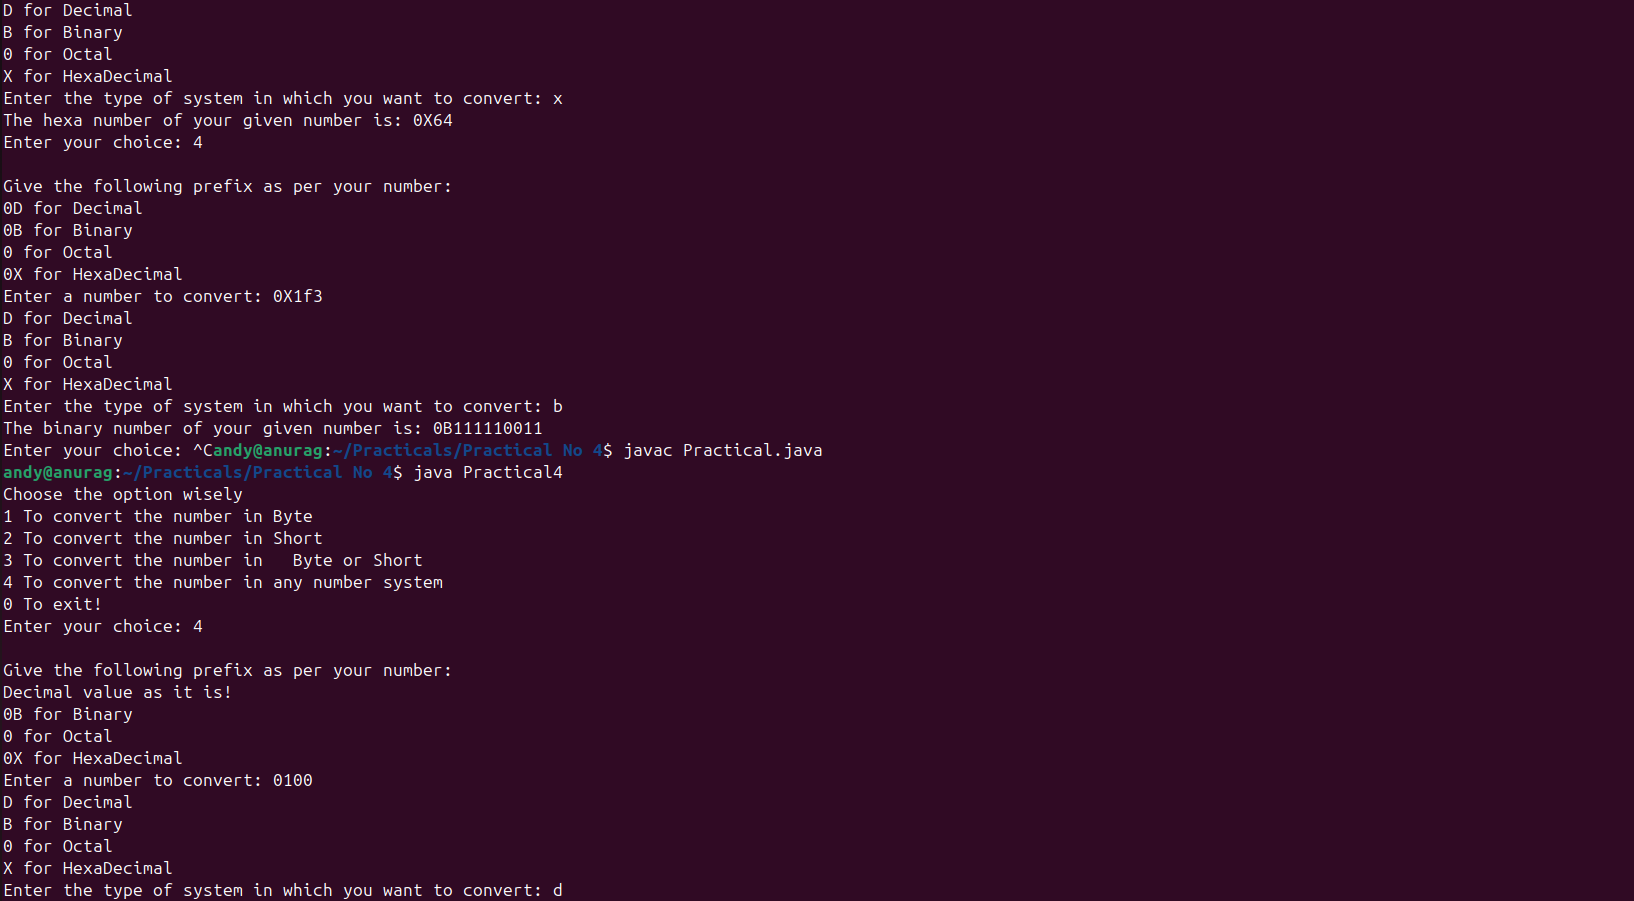 D for Decimal
B for Binary
0 for Octal
X for HexaDecimal
Enter the type of system in which you want to convert: x
The hexa number of your given number is: 0X64
Enter your choice: 4
Give the following prefix as per your number:
0D for Decimal
0B for Binary
0 for Octal
0X for HexaDecimal
Enter a number to convert: 0X1f3
D for Decimal
B for Binary
0 for Octal
X for HexaDecimal
Enter the type of system in which you want to convert: b
The binary number of your given number is: 0B111110011
Enter your choice: ^Candy@anurag:~/Practicals/Practical No 4$ javac Practical.java
andy@anurag:~/Practicals/Practical No 4$ java Practical4
Choose the option wisely
1 To convert the number in Byte
2 To convert the number in Short
3 To convert the number in   Byte or Short
4 To convert the number in any number system
0 To exit!
Enter your choice: 4
Give the following prefix as per your number:
Decimal value as it is!
0B for Binary
0 for Octal
0X for HexaDecimal
Enter a number to convert: 0100
D for Decimal
B for Binary
0 for Octal
X for HexaDecimal
Enter the type of system in which you want to convert: d